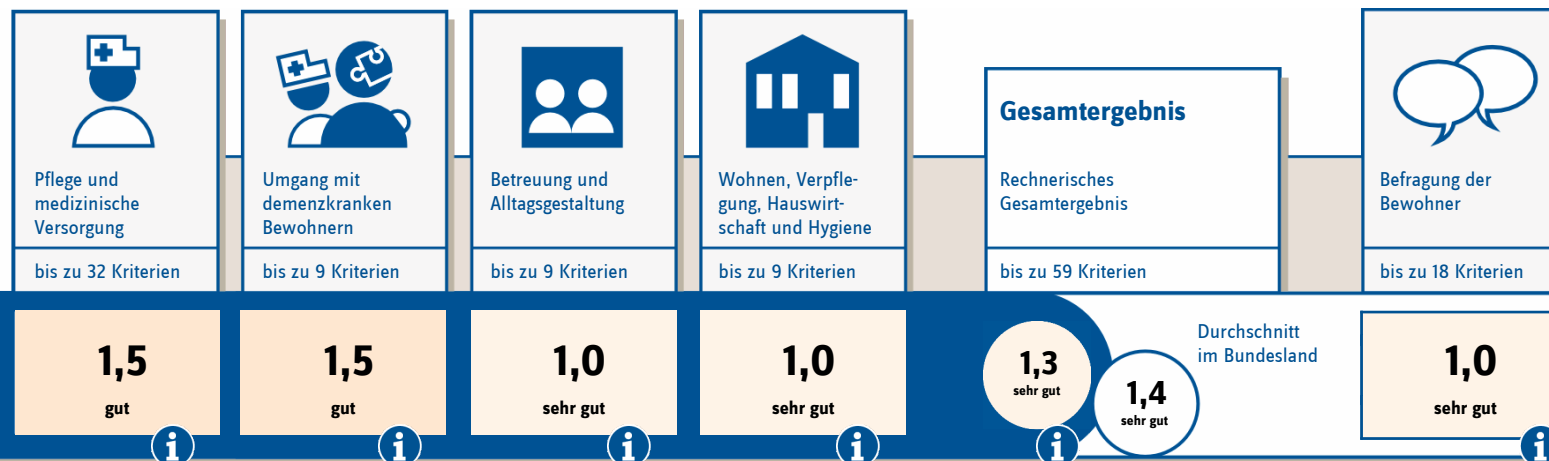 Pflege und
medizinische
Versorgung
bis zu 32 Kriterien
1,5
gut
i
Umgang mit
demenzkranken
Bewohnern
bis zu 9 Kriterien
1,5
gut
i
Betreuung und
Alltagsgestaltung
bis zu 9 Kriterien
1,0
sehr gut
i
Wohnen, Verpfle-
gung, Hauswirt-
schaft und Hygiene
bis zu 9 Kriterien
1,0
sehr gut
i
Gesamtergebnis
Rechnerisches
Gesamtergebnis
bis zu 59 Kriterien
1,3
sehr gut
i
Durchschnitt
im Bundesland
1,4
sehr gut
Befragung der
Bewohner
bis zu 18 Kriterien
1,0
sehr gut
i